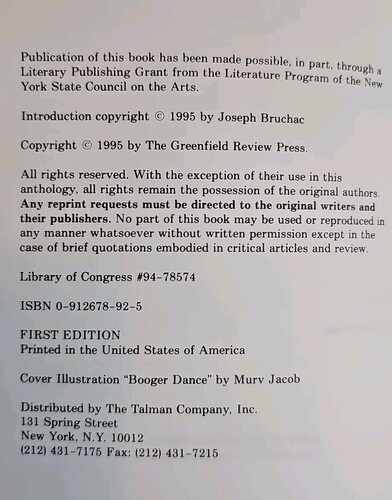 Publication of this book has been made possible, in part, through a
Literary Publishing Grant from the Literature Program of the New
York State Council on the Arts.
Introduction copyright © 1995 by Joseph Bruchac
Copyright © 1995 by The Greenfield Review Press.
All rights reserved. With the exception of their use in this
anthology, all rights remain the possession of the original authors.
Any reprint requests must be directed to the original writers and
their publishers. No part of this book may be used or reproduced in
any manner whatsoever without written permission except in the
case of brief quotations embodied in critical articles and review.
Library of Congress #94-78574
ISBN 0-912678-92-5
FIRST EDITION
Printed in the United States of America
Cover Illustration "Booger Dance" by Murv Jacob
Distributed by The Talman Company, Inc.
131 Spring Street
New York, N.Y. 10012
(212) 431-7175 Fax: (212) 431-7215